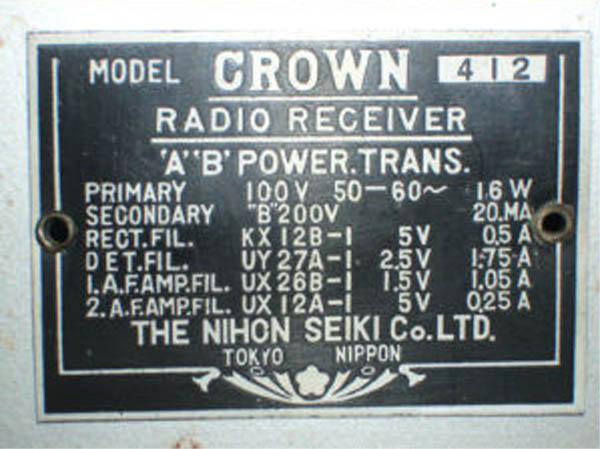 MODEL CROWN 412
RADIO RECEIVER
"A" "B" POWER.TRANS.
PRIMARY 100V 50-60~ 1.6 W
SECONDARY "B"200V 20.MA
RECT.FIL. KX 12B-1 5V 0.5 A
DET.FIL. UY 27A-1 2.5V 1.75 A
1.A.F.AMP.FIL. UX 26B-1 1.5V 1.05 A
2.A.F.AMP.FIL. UX 12A-1 5V 0.25 A
THE NIHON SEIKI Co.LTD.
TOKYO NIPPON